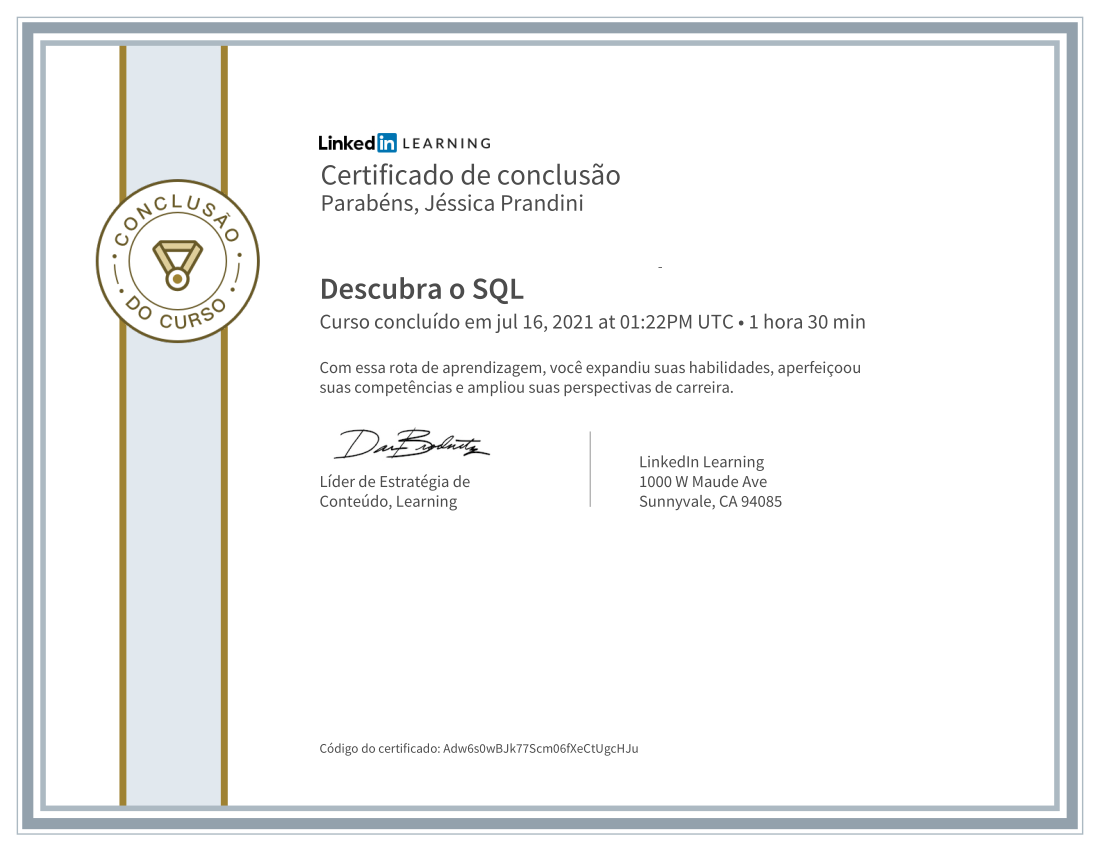 CONCLUSÃO
DO CURSO
Linked in LEARNING
Certificado de conclusão
Parabéns, Jéssica Prandini
-
Descubra o SQL
Curso concluído em jul 16, 2021 at 01:22PM UTC • 1 hora 30 min
Com essa rota de aprendizagem, você expandiu suas habilidades, aperfeiçoou
suas competências e ampliou suas perspectivas de carreira.
Líder de Estratégia de
Conteúdo, Learning
LinkedIn Learning
1000 W Maude Ave
Sunnyvale, CA 94085
Código do certificado: Adw6s0wBJk77Scm06fXeCtUgcHJu